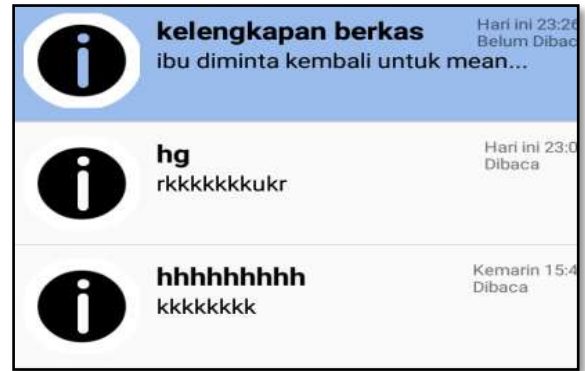 kelengkapan berkas
Hari ini 23:26
Belum Dibac
ibu diminta kembali untuk mean...
hg
Hari ini 23:0
Dibaca
rkkkkkkkukr
hhhhhhhhh
Kemarin 15:4
Dibaca
kkkkkkkk